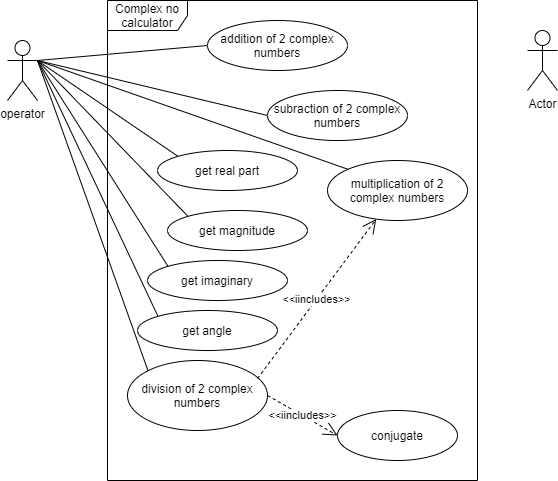 Complex no
calculator
addition of 2 complex
numbers
operator
Actor
subraction of 2 complex
numbers
get real part
multiplication of 2
complex numbers
get magnitude
get imaginary
<<iincludes>>
get angle
division of 2 complex
numbers
<<iincludes>>
conjugate